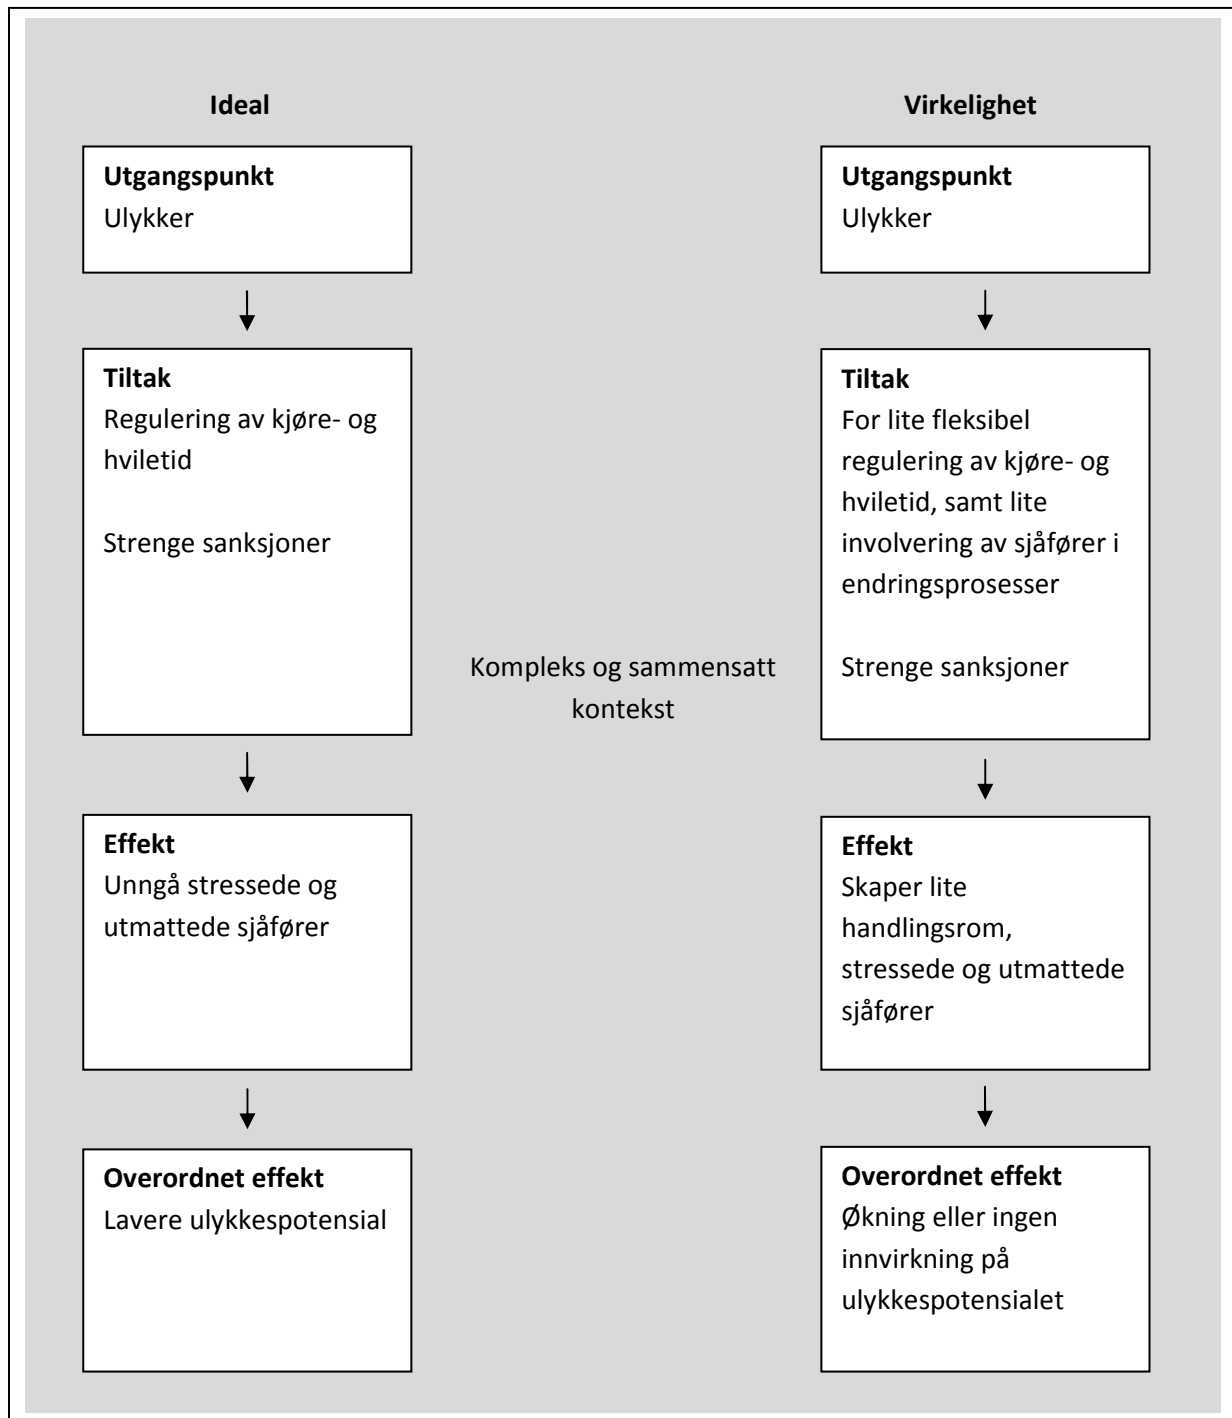 Ideal
Utgangspunkt
Ulykker
Tiltak
Regulering av kjøre- og
hviletid
Strenge sanksjoner
Effekt
Unngå stressede og
utmattede sjåfører
Overordnet effekt
Lavere ulykkespotensial
Kompleks og sammensatt
kontekst
Virkelighet
Utgangspunkt
Ulykker
Tiltak
For lite fleksibel
regulering av kjøre- og
hviletid, samt lite
involvering av sjåfører i
endringsprosesser
Strenge sanksjoner
Effekt
Skaper lite
handlingsrom,
stressede og utmattede
sjåfører
Overordnet effekt
Økning eller ingen
innvirkning på
ulykkespotensialet